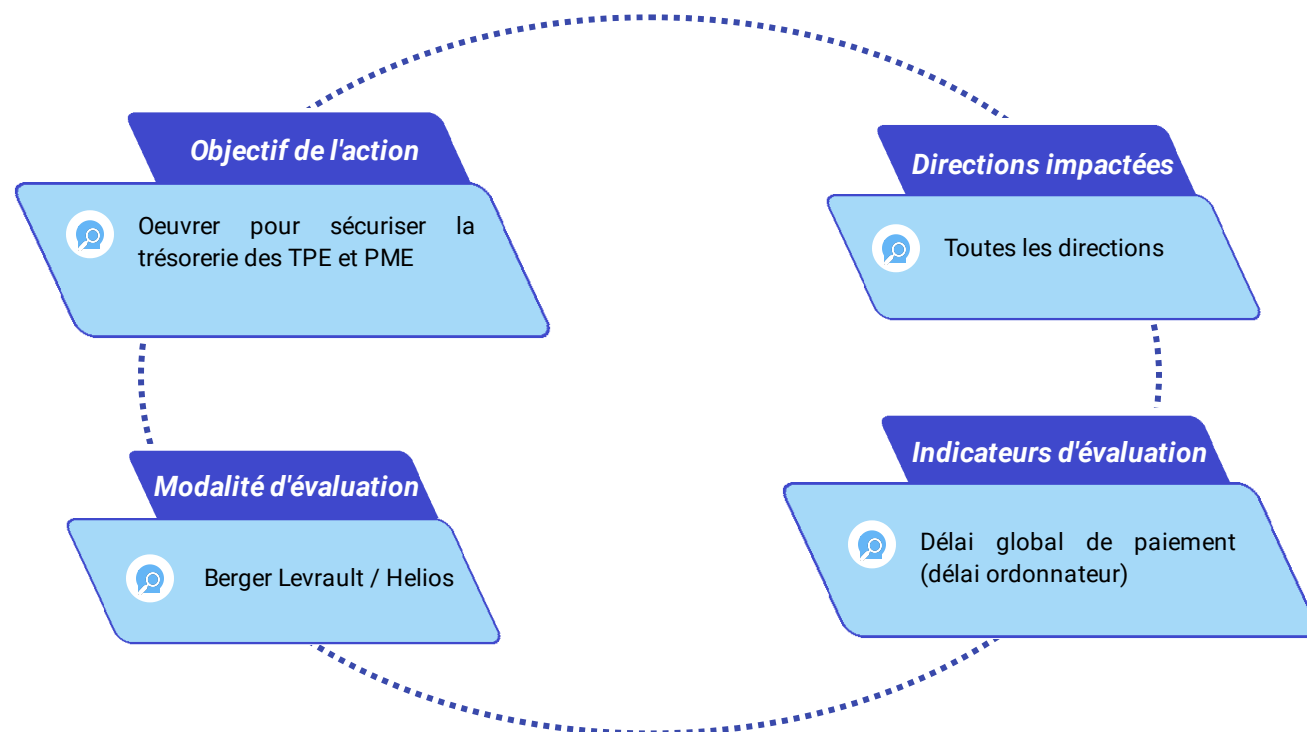 Objectif de l'action
Oeuvrer pour sécuriser la
trésorerie des TPE et PME
Directions impactées
Toutes les directions
Modalité d'évaluation
Berger Levrault / Helios
Indicateurs d'évaluation
Délai global de paiement
(délai ordonnateur)